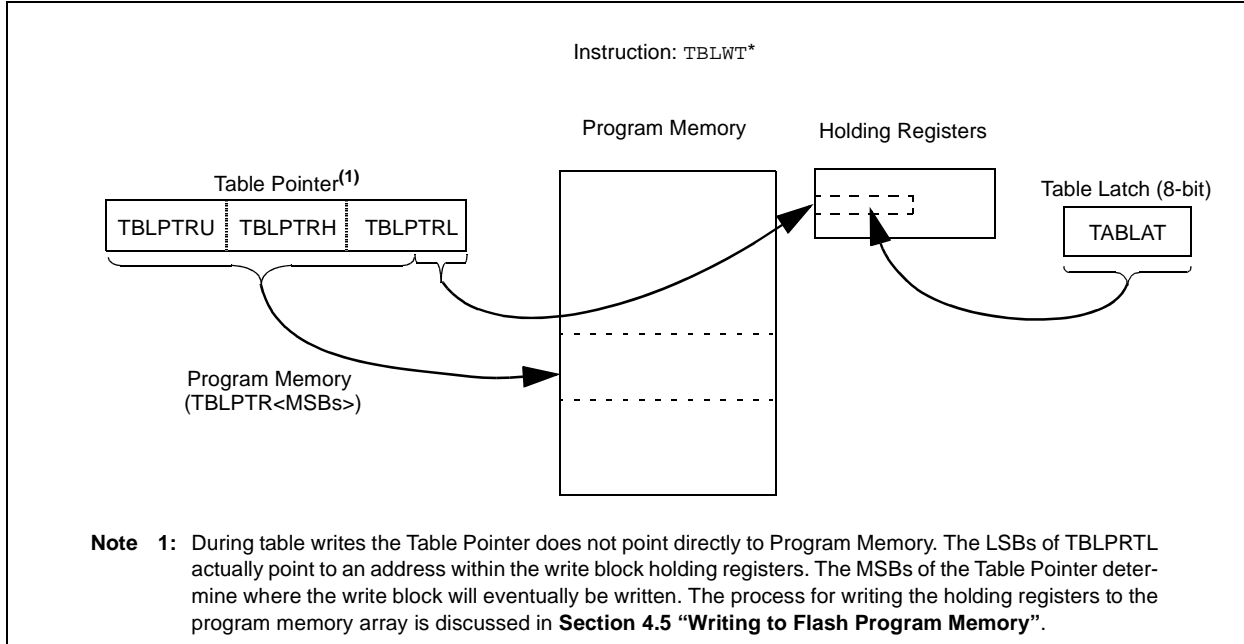 Instruction: TBLWT*
Program Memory
Holding Registers
Table Pointer(1)
Table Latch (8-bit)
TBLPTRU TBLPTRH TBLPTRL
TABLAT
Program Memory
(TBLPTR<MSBs>)
Note 1: During table writes the Table Pointer does not point directly to Program Memory. The LSBs of TBLPRTL
actually point to an address within the write block holding registers. The MSBs of the Table Pointer deter-
mine where the write block will eventually be written. The process for writing the holding registers to the
program memory array is discussed in Section 4.5 “Writing to Flash Program Memory”.